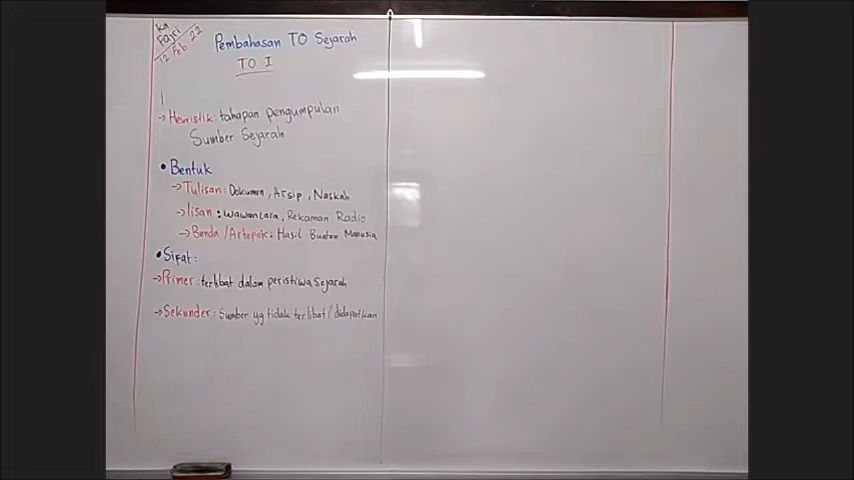 Ka
Fajri
12 Feb 22
Pembahasan TO Sejarah
TO I
1
→ Heuristik : tahapan pengumpulan
Sumber Sejarah
• Bentuk
→ Tulisan : Dokumen, Arsip, Naskah
→ lisan : wawancara, Rekaman Radio
→ Benda / Artepak : Hasil Buatan Manusia
• Sifat :
→ Primer : terlibat dalam peristiwa Sejarah
→ Sekunder : Sumber yg tidak terlibat / didapatkan